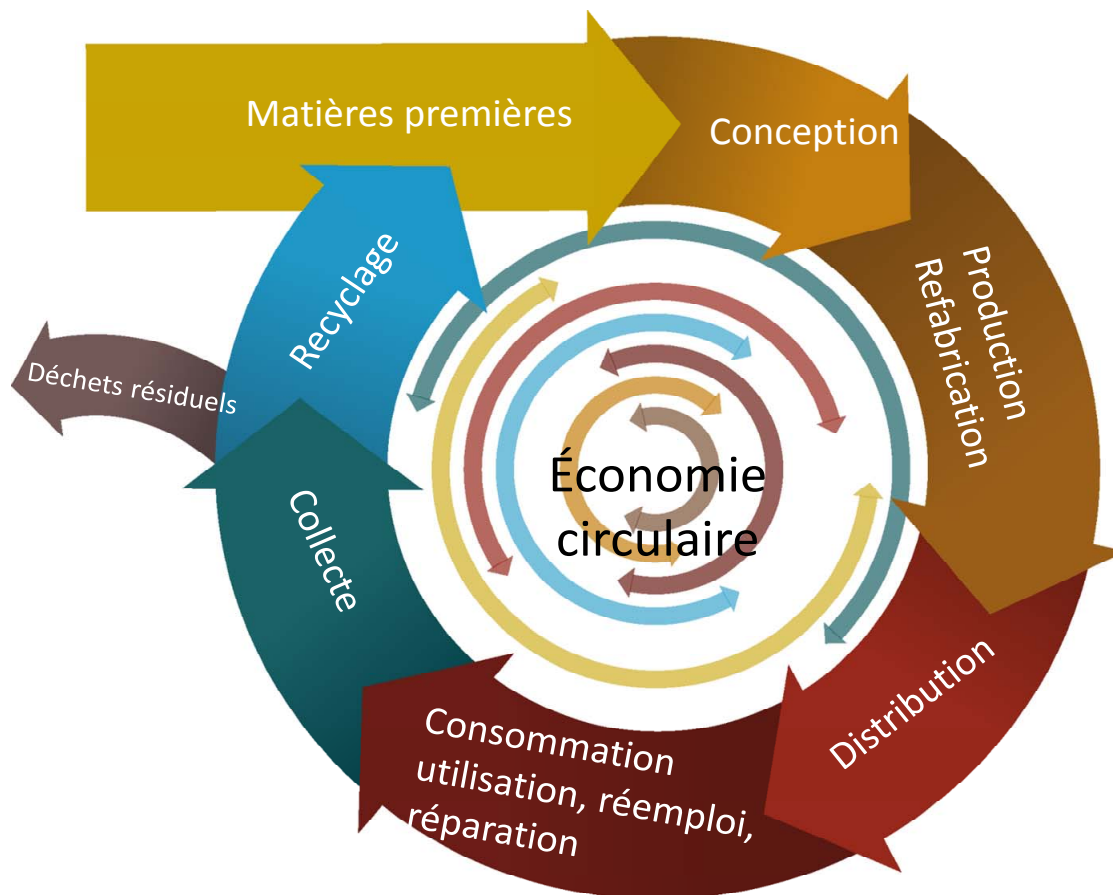 Matières premières
Conception
Production
Refabrication
Distribution
Consommation
utilisation, réemploi,
réparation
Collecte
Recyclage
Déchets résiduels
Économie
circulaire